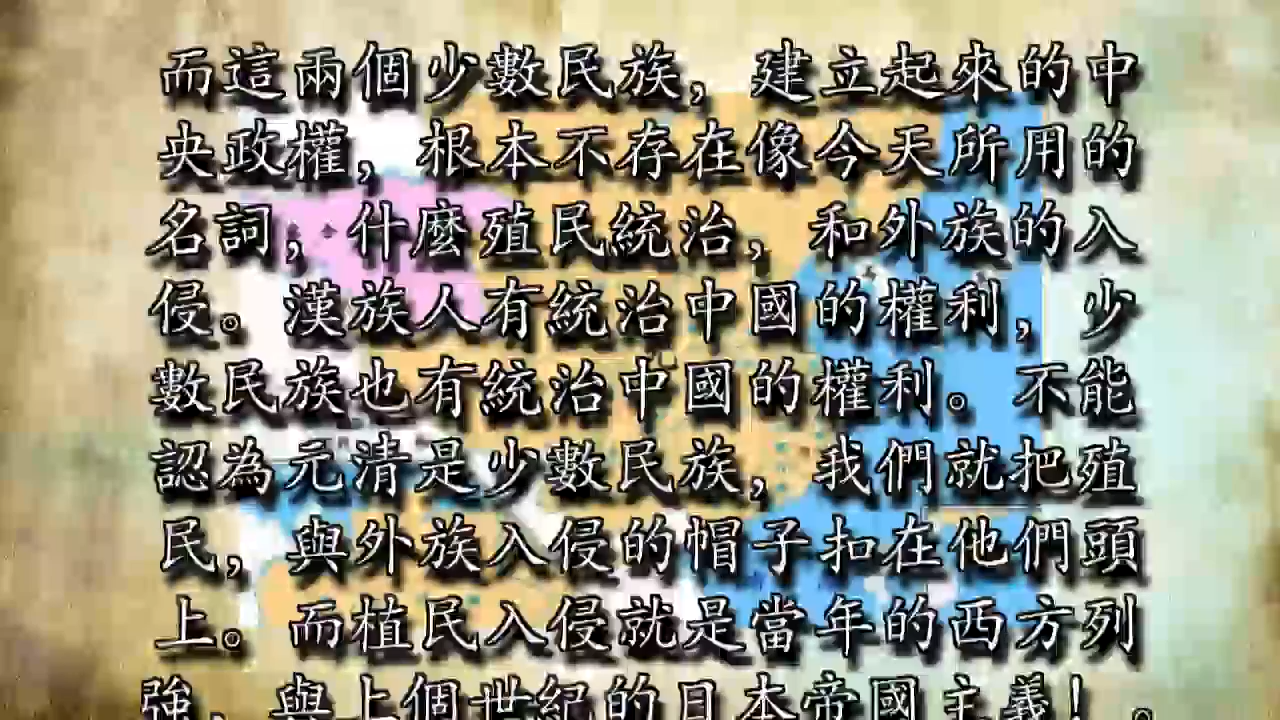 而這兩個少數民族，建立起來的中
央政權，根本不存在像今天所用的
名詞，什麼殖民統治，和外族的入
侵。漢族人有統治中國的權利，少
數民族也有統治中國的權利。不能
認為元清是少數民族，我們就把殖
民，與外族入侵的帽子扣在他們頭
上。而植民入侵就是當年的西方列
強，與上個世紀的日本帝國主義！。